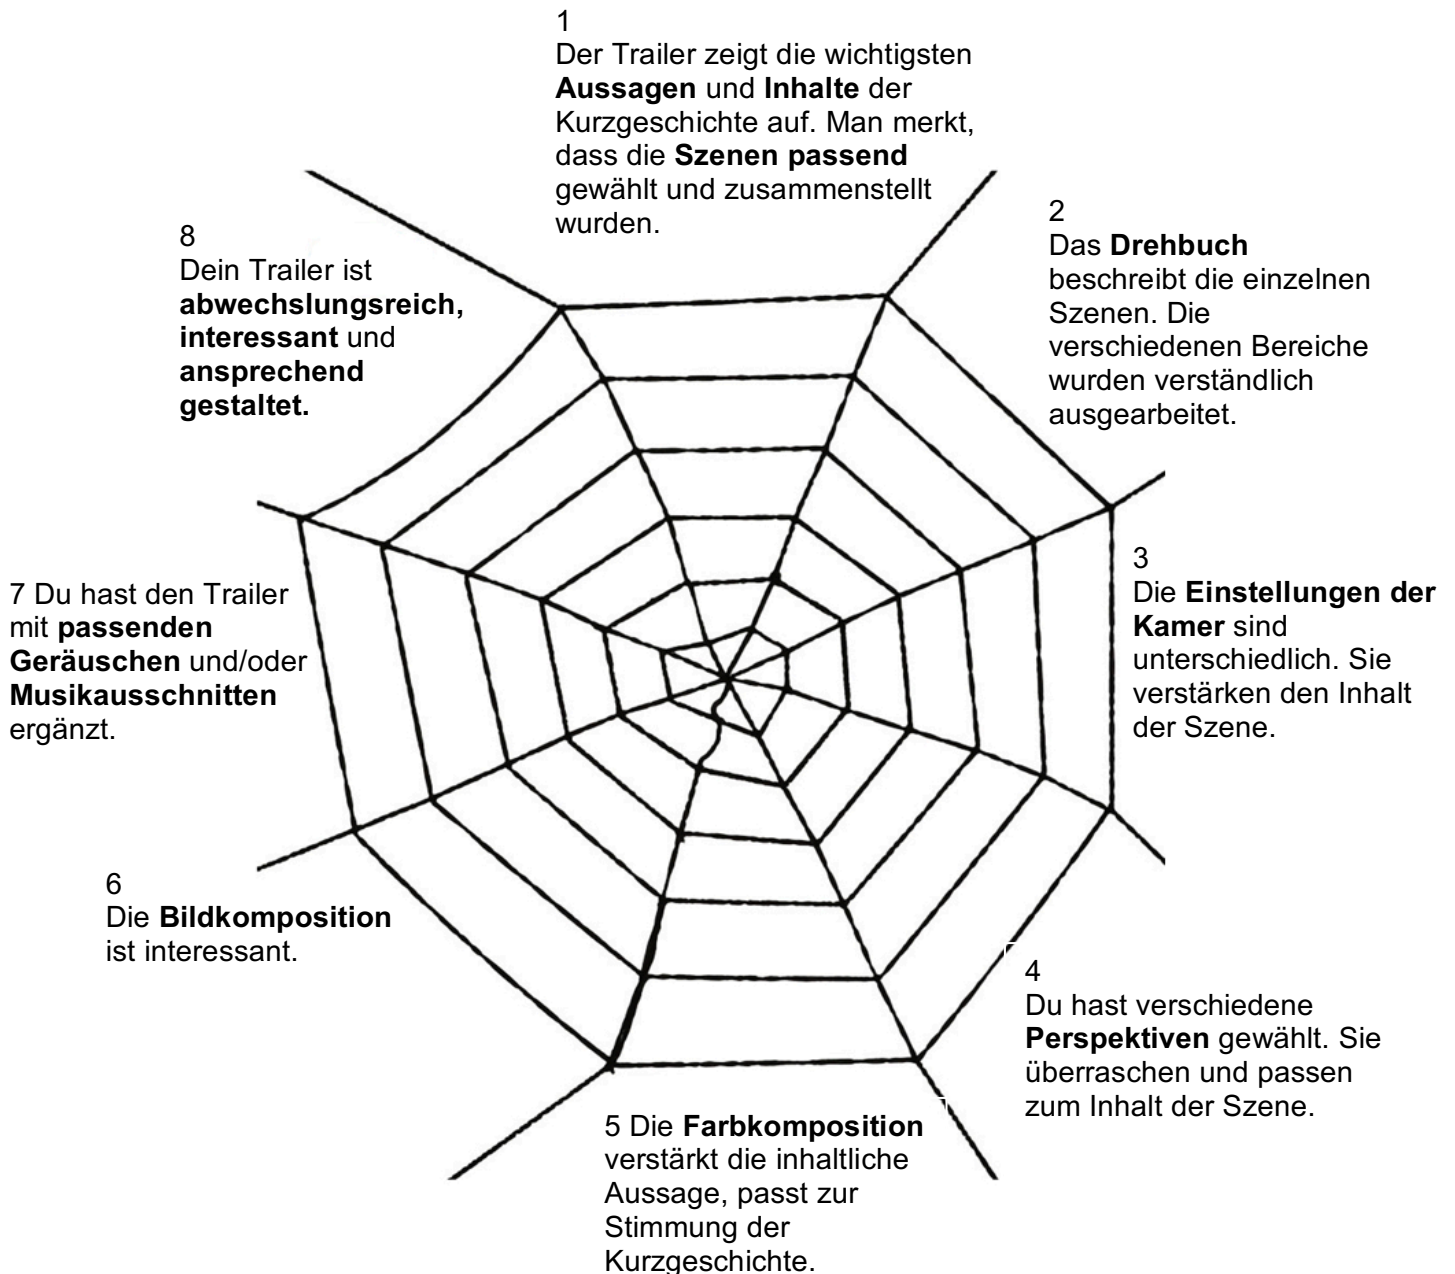 1
Der Trailer zeigt die wichtigsten
Aussagen und Inhalte der
Kurzgeschichte auf. Man merkt,
dass die Szenen passend
gewählt und zusammenstellt
wurden.
2
Das Drehbuch
beschreibt die einzelnen
Szenen. Die
verschiedenen Bereiche
wurden verständlich
ausgearbeitet.
3
Die Einstellungen der
Kamer sind
unterschiedlich. Sie
verstärken den Inhalt
der Szene.
4
Du hast verschiedene
Perspektiven gewählt. Sie
überraschen und passen
zum Inhalt der Szene.
5 Die Farbkomposition
verstärkt die inhaltliche
Aussage, passt zur
Stimmung der
Kurzgeschichte.
6
Die Bildkomposition
ist interessant.
7 Du hast den Trailer
mit passenden
Geräuschen und/oder
Musikausschnitten
ergänzt.
8
Dein Trailer ist
abwechslungsreich,
interessant und
ansprechend
gestaltet.